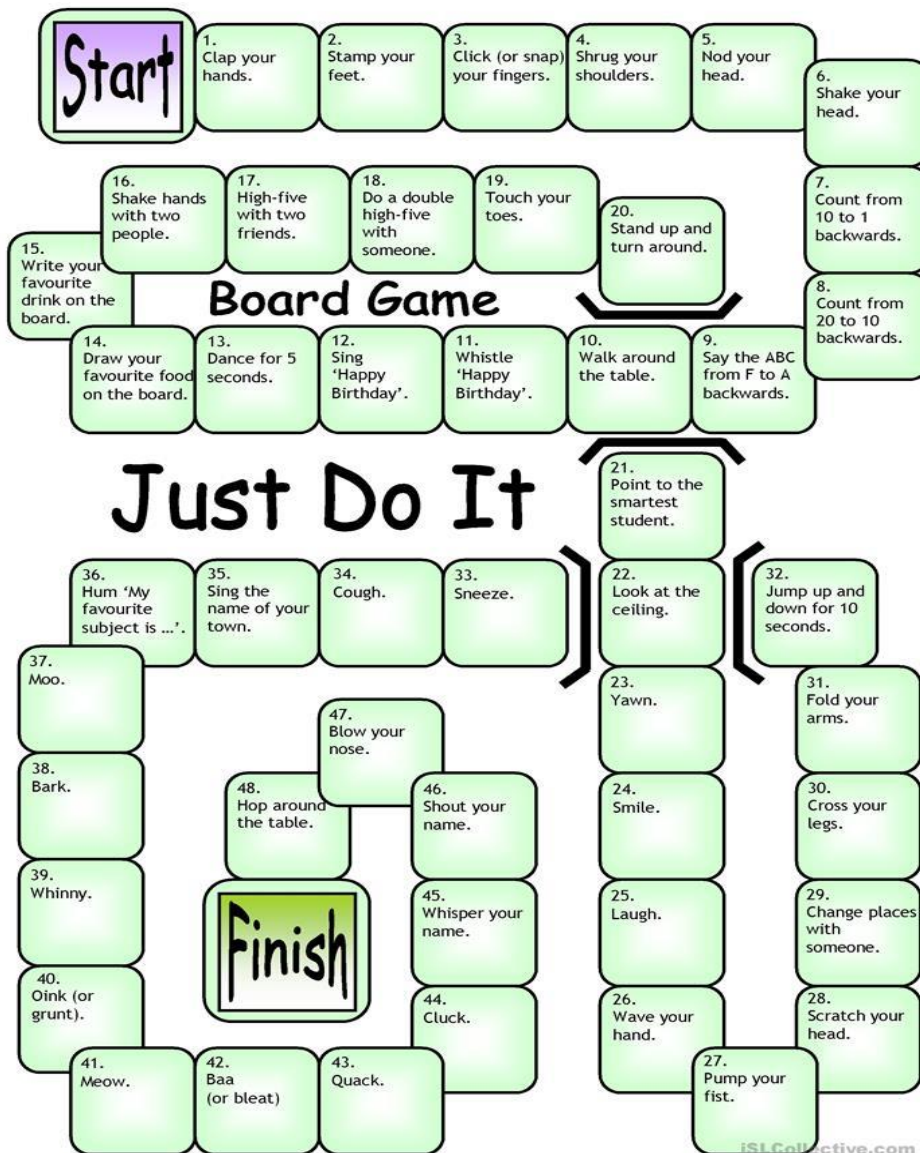 Start
1.
Clap your
hands.
2.
Stamp your
feet.
3.
Click (or snap)
your fingers.
4.
Shrug your
shoulders.
5.
Nod your
head.
6.
Shake your
head.
7.
Count from
10 to 1
backwards.
8.
Count from
20 to 10
backwards.
9.
Say the ABC
from F to A
backwards.
10.
Walk around
the table.
11.
Whistle
‘Happy
Birthday’.
12.
Sing
‘Happy
Birthday’.
13.
Dance for 5
seconds.
14.
Draw your
favourite food
on the board.
15.
Write your
favourite
drink on the
board.
16.
Shake hands
with two
people.
17.
High-five
with two
friends.
18.
Do a double
high-five
with
someone.
19.
Touch your
toes.
20.
Stand up and
turn around.
Board Game
Just Do It
21.
Point to the
smartest
student.
22.
Look at the
ceiling.
23.
Yawn.
24.
Smile.
25.
Laugh.
26.
Wave your
hand.
27.
Pump your
fist.
28.
Scratch your
head.
29.
Change places
with
someone.
30.
Cross your
legs.
31.
Fold your
arms.
32.
Jump up and
down for 10
seconds.
33.
Sneeze.
34.
Cough.
35.
Sing the
name of your
town.
36.
Hum ‘My
favourite
subject is …’.
37.
Moo.
38.
Bark.
39.
Whinny.
40.
Oink (or
grunt).
41.
Meow.
42.
Baa
(or bleat)
43.
Quack.
44.
Cluck.
45.
Whisper your
name.
46.
Shout your
name.
47.
Blow your
nose.
48.
Hop around
the table.
Finish
iSLCollective.com